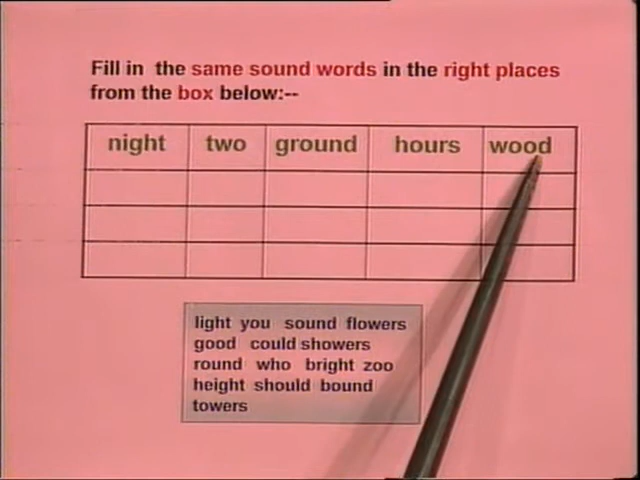 Fill in the same sound words in the right places
from the box below:--
night two ground hours wood
light you sound flowers
good could showers
round who bright zoo
height should bound
towers